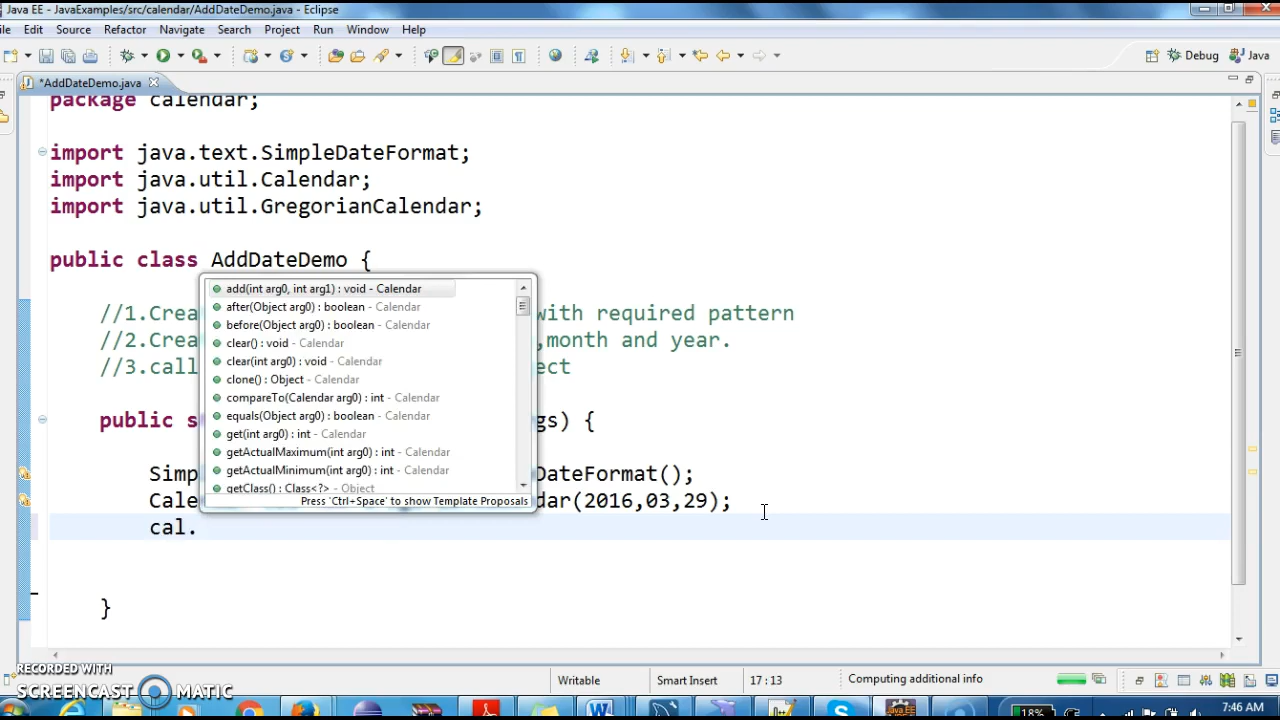 Java EE - JavaExamples/src/calendar/AddDateDemo.java - Eclipse
Edit Source Refactor Navigate Search Project Run Window Help
Debug Java
*AddDateDemo.java
package calendar;
import java.text.SimpleDateFormat;
import java.util.Calendar;
import java.util.GregorianCalendar;
public class AddDateDemo {
//1.Crea with required pattern
//2.Crea ,month and year.
//3.call ect
public s gs) {
Simp DateFormat();
Cale dar(2016,03,29);
cal.
}
add(int arg0, int arg1) : void - Calendar
after(Object arg0) : boolean - Calendar
before(Object arg0) : boolean - Calendar
clear() : void - Calendar
clear(int arg0) : void - Calendar
clone() : Object - Calendar
compareTo(Calendar arg0) : int - Calendar
equals(Object arg0) : boolean - Calendar
get(int arg0) : int - Calendar
getActualMaximum(int arg0) : int - Calendar
getActualMinimum(int arg0) : int - Calendar
getClass() : Class<?> - Object
Press 'Ctrl+Space' to show Template Proposals
Writable Smart Insert 17 : 13 Computing additional info
RECORDED WITH
SCREENCAST MATIC
18% 7:46 AM